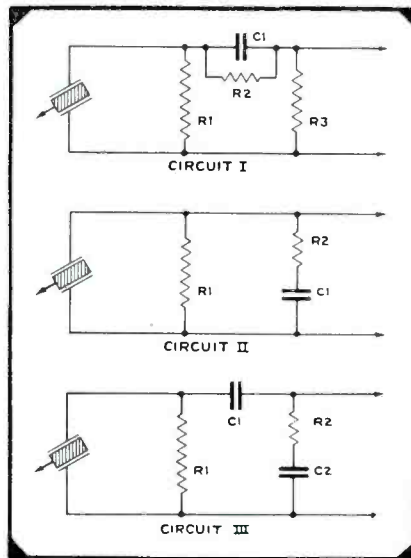 C1
R2
R1
R3
CIRCUIT I
R2
R1
C1
CIRCUIT II
C1
R2
R1
C2
CIRCUIT III